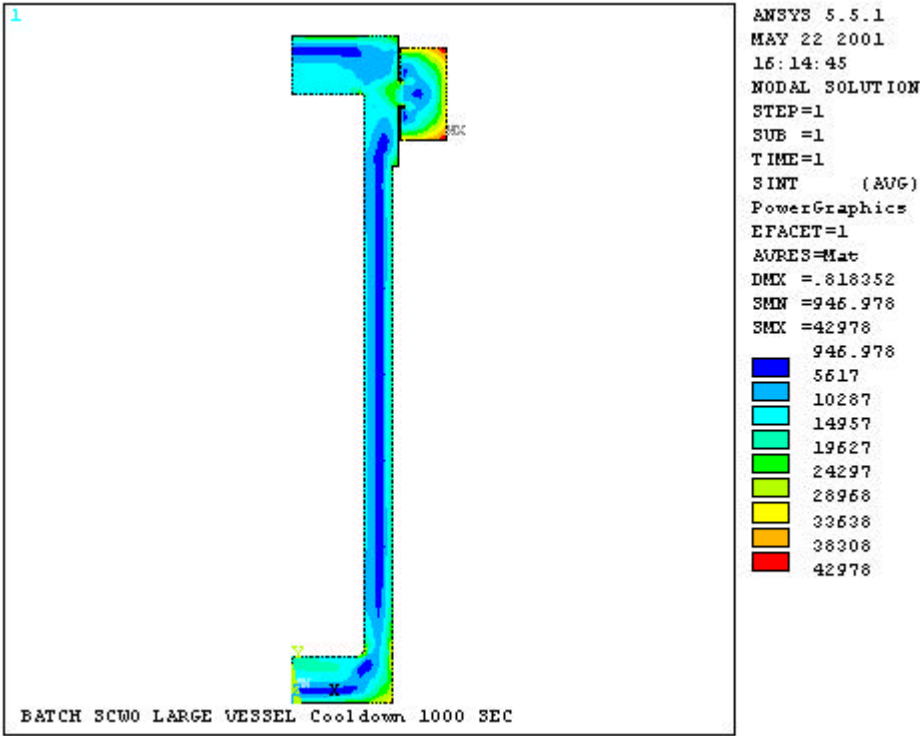 1
ANSYS 5.5.1
MAY 22 2001
16:14:45
NODAL SOLUTION
STEP=1
SUB =1
TIME=1
SINT (AVG)
PowerGraphics
EFACET=1
AVRES=Mat
DMX =.818352
SMN =946.978
SMX =42978
946.978
5617
10287
14957
19627
24297
28968
33638
38308
42978
MX
Y
X
BATCH SCWO LARGE VESSEL Cooldown 1000 SEC